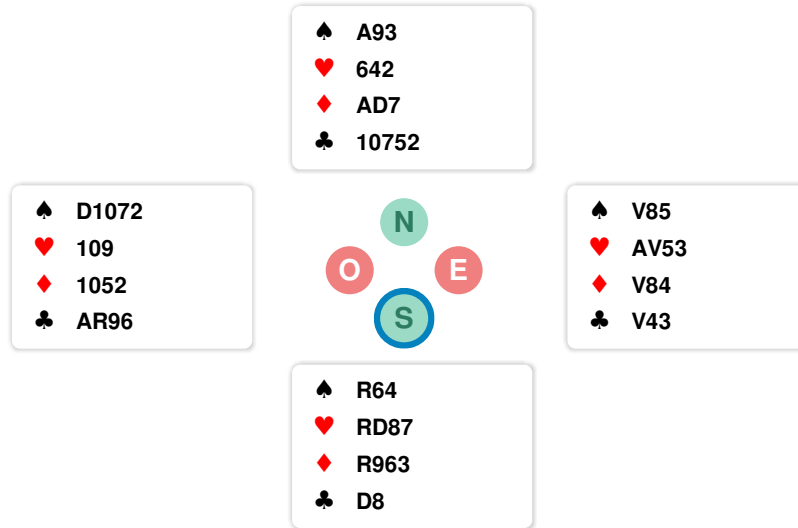 ♠ A93
♥ 642
♦ AD7
♣ 10752
♠ D1072
♥ 109
♦ 1052
♣ AR96
N
O E
S
♠ V85
♥ AV53
♦ V84
♣ V43
♠ R64
♥ RD87
♦ R963
♣ D8